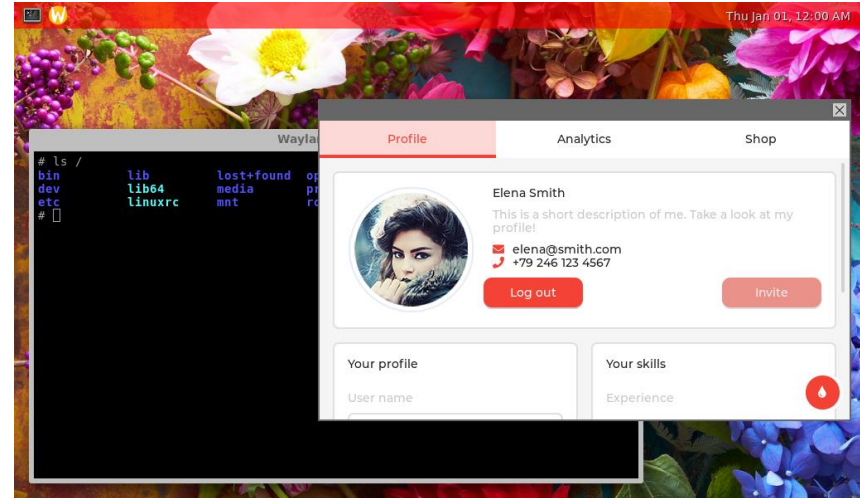 Thu Jan 01, 12:00 AM
Wayla
# ls /
bin lib lost+found op
dev lib64 media pr
etc linuxrc mnt ro
#
Profile Analytics Shop
Elena Smith
This is a short description of me. Take a look at my
profile!
elena@smith.com
+79 246 123 4567
Log out Invite
Your profile
User name
Your skills
Experience